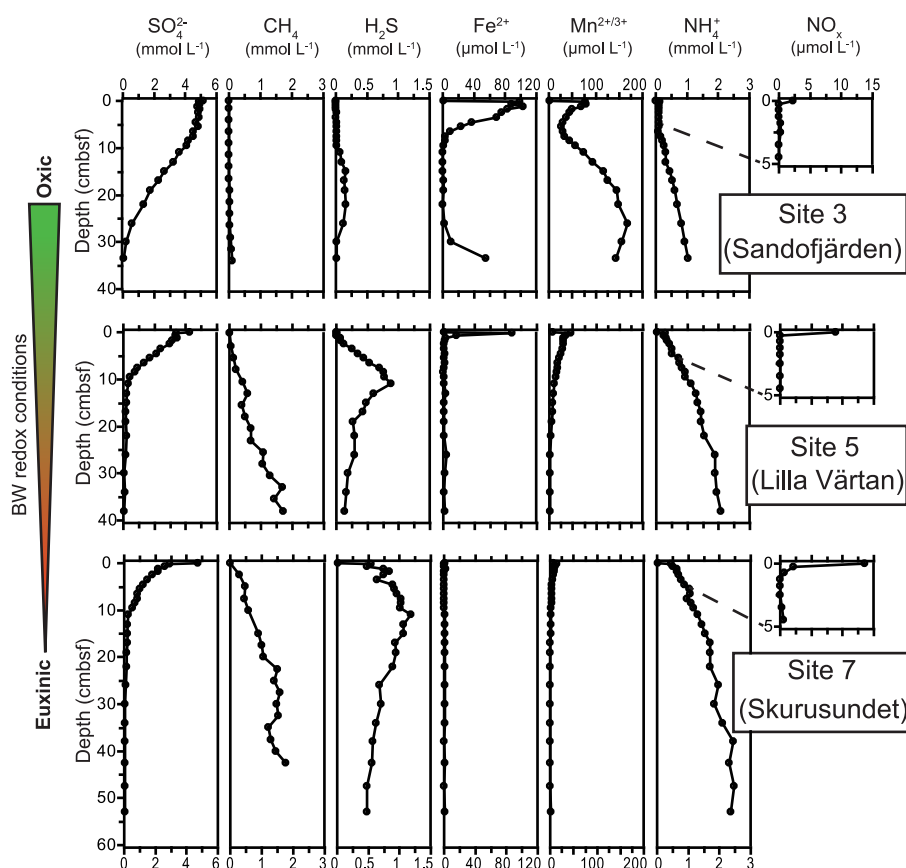 SO₄²⁻ CH₄ H₂S Fe²⁺ Mn²⁺/³⁺ NH₄⁺ NOₓ
(mmol L⁻¹) (mmol L⁻¹) (mmol L⁻¹) (µmol L⁻¹) (µmol L⁻¹) (mmol L⁻¹) (µmol L⁻¹)
0 2 4 6 0 1 2 3 0 0.5 1 1.5 0 40 80 120 0 100 200 0 1 2 3 0 5 10 15
0 10 20 30 40
Depth (cmbsf)
0 5
Site 3
(Sandofjärden)
Oxic
BW redox conditions
Euxinic
0 10 20 30 40
Depth (cmbsf)
0 5
Site 5
(Lilla Värtan)
0 10 20 30 40 50 60
Depth (cmbsf)
0 5
Site 7
(Skurusundet)
0 2 4 6 0 1 2 3 0 0.5 1 1.5 0 40 80 120 0 100 200 0 1 2 3